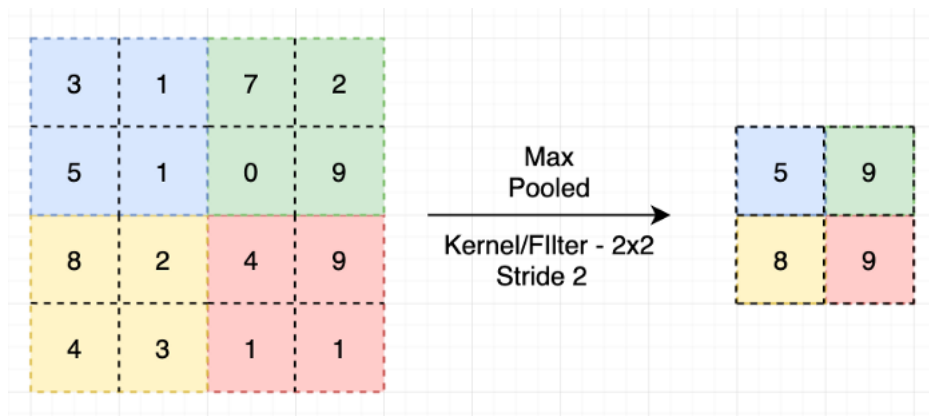 3 1 7 2
5 1 0 9
8 2 4 9
4 3 1 1
Max
Pooled
Kernel/FIlter - 2x2
Stride 2
5 9
8 9